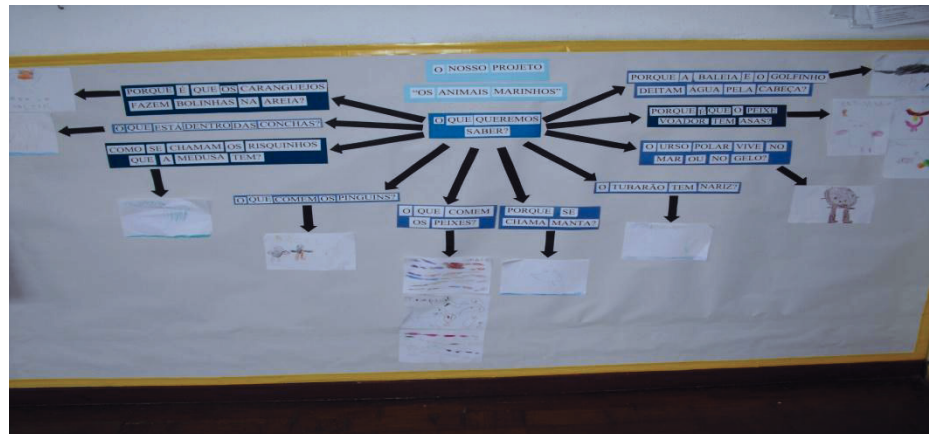 O NOSSO PROJETO
"OS ANIMAIS MARINHOS"
O QUE QUEREMOS
SABER?
PORQUE É QUE OS CARANGUEJOS
FAZEM BOLINHAS NA AREIA?
O QUE ESTÁ DENTRO DAS CONCHAS?
COMO SE CHAMAM OS RISQUINHOS
QUE A MEDUSA TEM?
O QUE COMEM OS PINGUINS?
O QUE COMEM
OS PEIXES?
PORQUE SE
CHAMA MANTA?
O TUBARÃO TEM NARIZ?
O URSO POLAR VIVE NO
MAR OU NO GELO?
PORQUE É QUE O PEIXE
VOADOR TEM ASAS?
PORQUE A BALEIA E O GOLFINHO
DEITAM ÁGUA PELA CABEÇA?